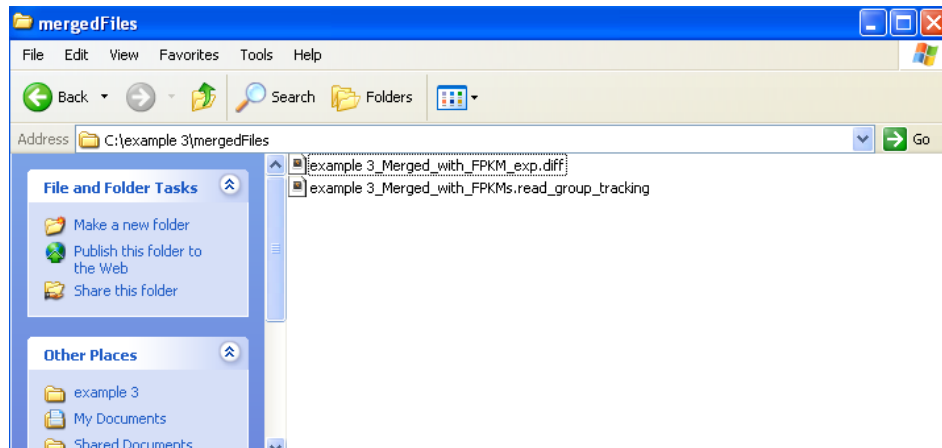 mergedFiles
File Edit View Favorites Tools Help
Back Search Folders
Address C:\example 3\mergedFiles Go
example 3_Merged_with_FPKM_exp.diff
example 3_Merged_with_FPKMs.read_group_tracking
File and Folder Tasks
Make a new folder
Publish this folder to
the Web
Share this folder
Other Places
example 3
My Documents
Shared Documents